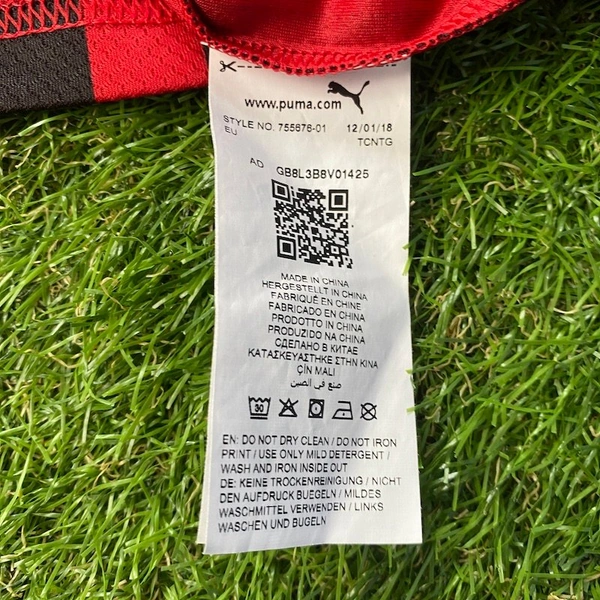 www.puma.com
STYLE NO. 755676-01 12/01/18
EU TCNTG
AD GB8L3B8V01425
MADE IN CHINA
HERGESTELLT IN CHINA
FABRIQUÉ EN CHINE
FABRICADO EN CHINA
PRODOTTO IN CHINA
PRODUZIDO NA CHINA
СДЕЛАНО В КИТАЕ
ΚΑΤΑΣΚΕΥΑΣΤΗΚΕ ΣΤΗΝ ΚΙΝΑ
ÇİN MALI
صنع في الصين
30
EN: DO NOT DRY CLEAN / DO NOT IRON
PRINT / USE ONLY MILD DETERGENT /
WASH AND IRON INSIDE OUT
DE: KEINE TROCKENREINIGUNG / NICHT
DEN AUFDRUCK BUEGELN / MILDES
WASCHMITTEL VERWENDEN / LINKS
WASCHEN UND BUGELN